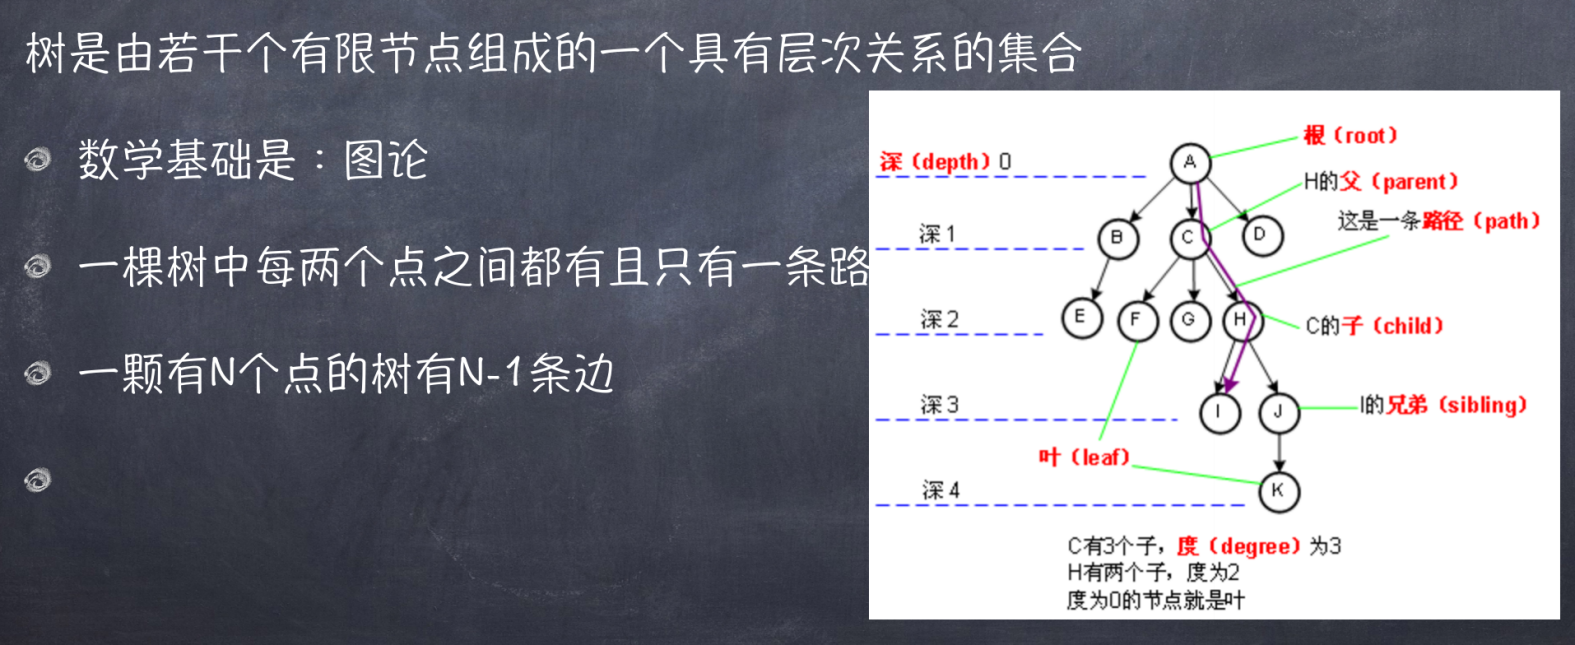 树是由若干个有限节点组成的一个具有层次关系的集合
数学基础是：图论
一棵树中每两个点之间都有且只有一条路
一颗有N个点的树有N-1条边
根（root）
深（depth）0
A
H的父（parent）
这是一条路径（path）
深1
B
C
D
深2
E
F
G
H
C的子（child）
深3
I
J
I的兄弟（sibling）
叶（leaf）
深4
K
C有3个子，度（degree）为3
H有两个子，度为2
度为0的节点就是叶